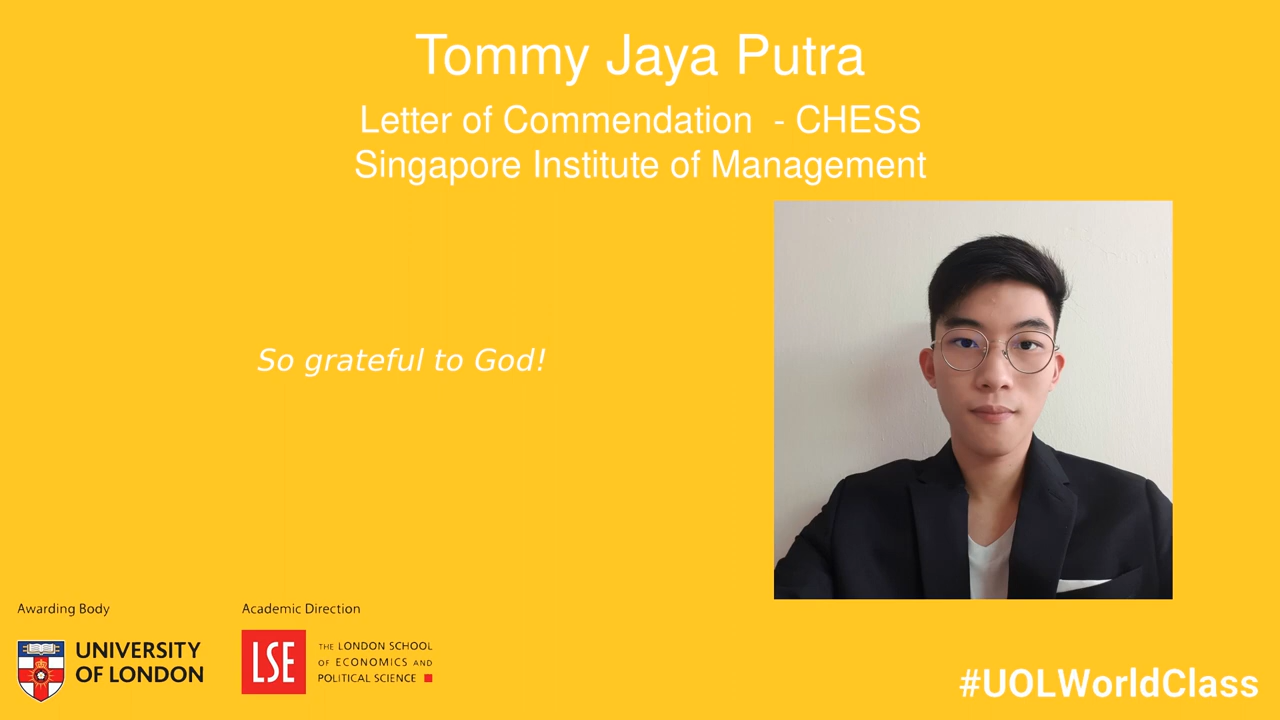 Tommy Jaya Putra
Letter of Commendation  - CHESS
Singapore Institute of Management
So grateful to God!
Awarding Body
UNIVERSITY
OF LONDON
Academic Direction
LSE
THE LONDON SCHOOL
OF ECONOMICS AND
POLITICAL SCIENCE
#UOLWorldClass